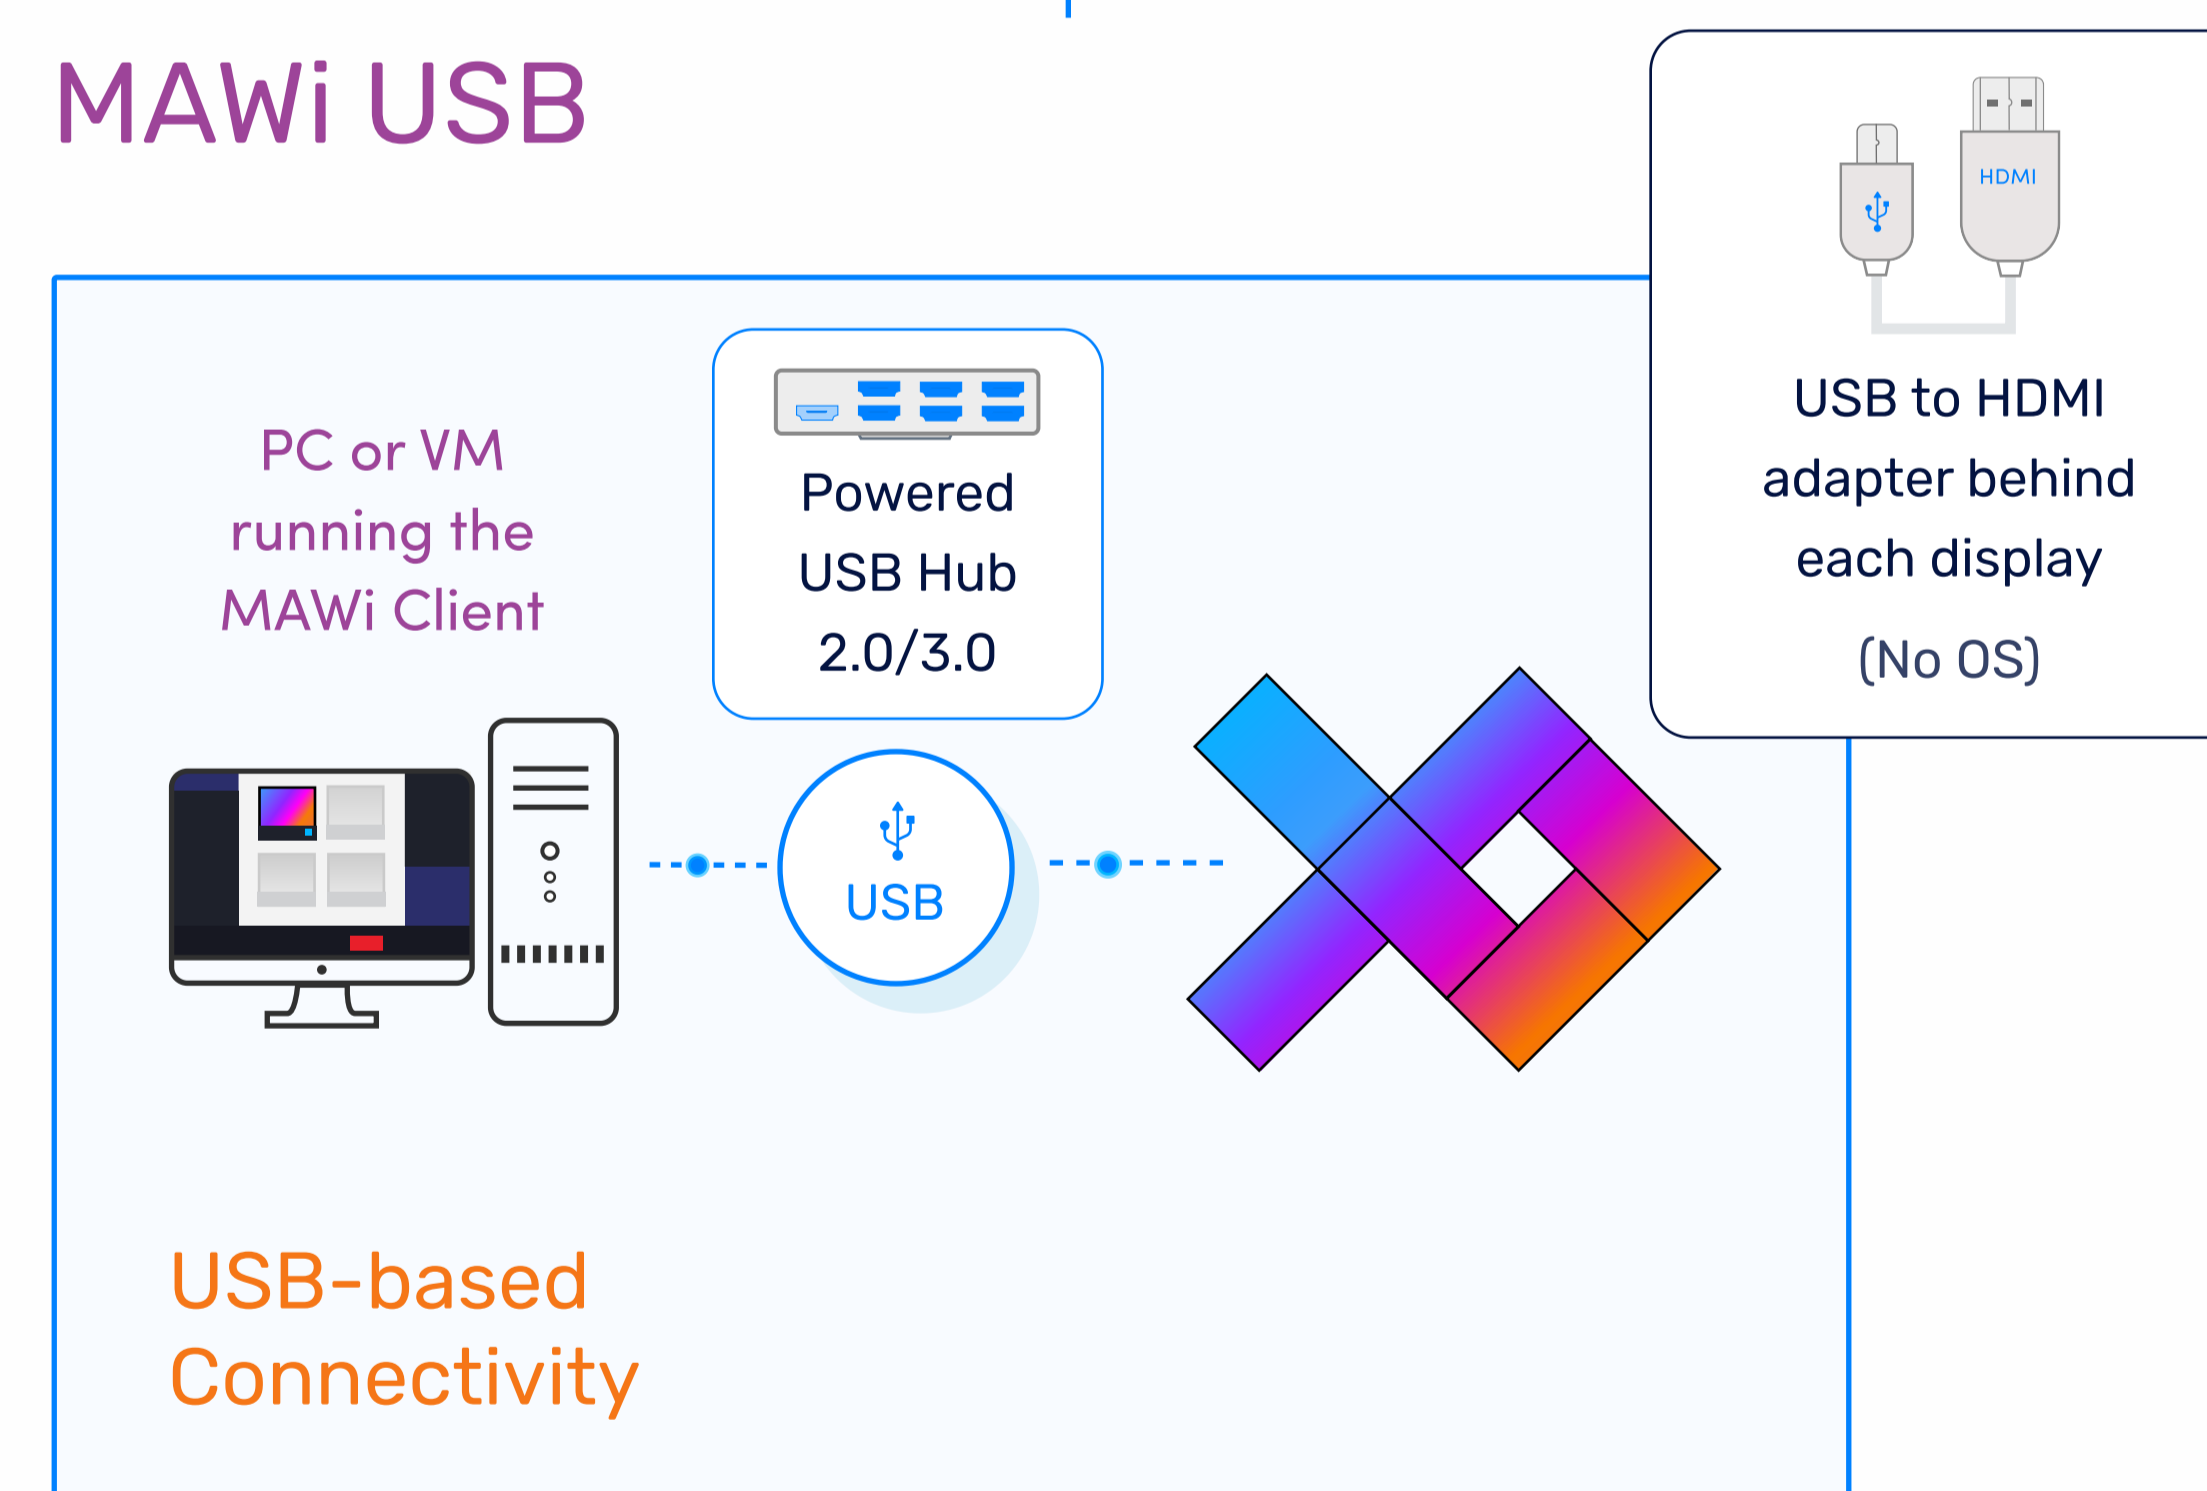 MAWi USB
HDMI
USB to HDMI
adapter behind
each display
(No OS)
PC or VM
running the
MAWi Client
Powered
USB Hub
2.0/3.0
USB
USB-based
Connectivity